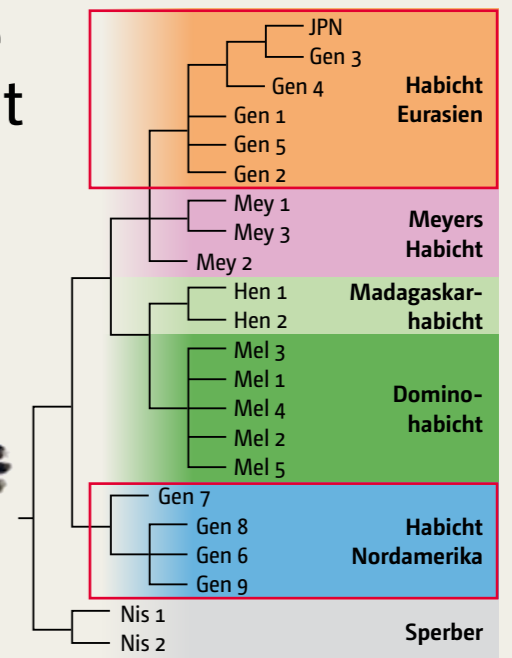 t
JPN
Gen 3
Gen 4
Habicht
Eurasien
Gen 1
Gen 5
Gen 2
Mey 1
Mey 3
Mey 2
Meyers
Habicht
Hen 1
Hen 2
Madagaskar-
habicht
Mel 3
Mel 1
Mel 4
Mel 2
Mel 5
Domino-
habicht
Gen 7
Gen 8
Gen 6
Gen 9
Habicht
Nordamerika
Nis 1
Nis 2
Sperber